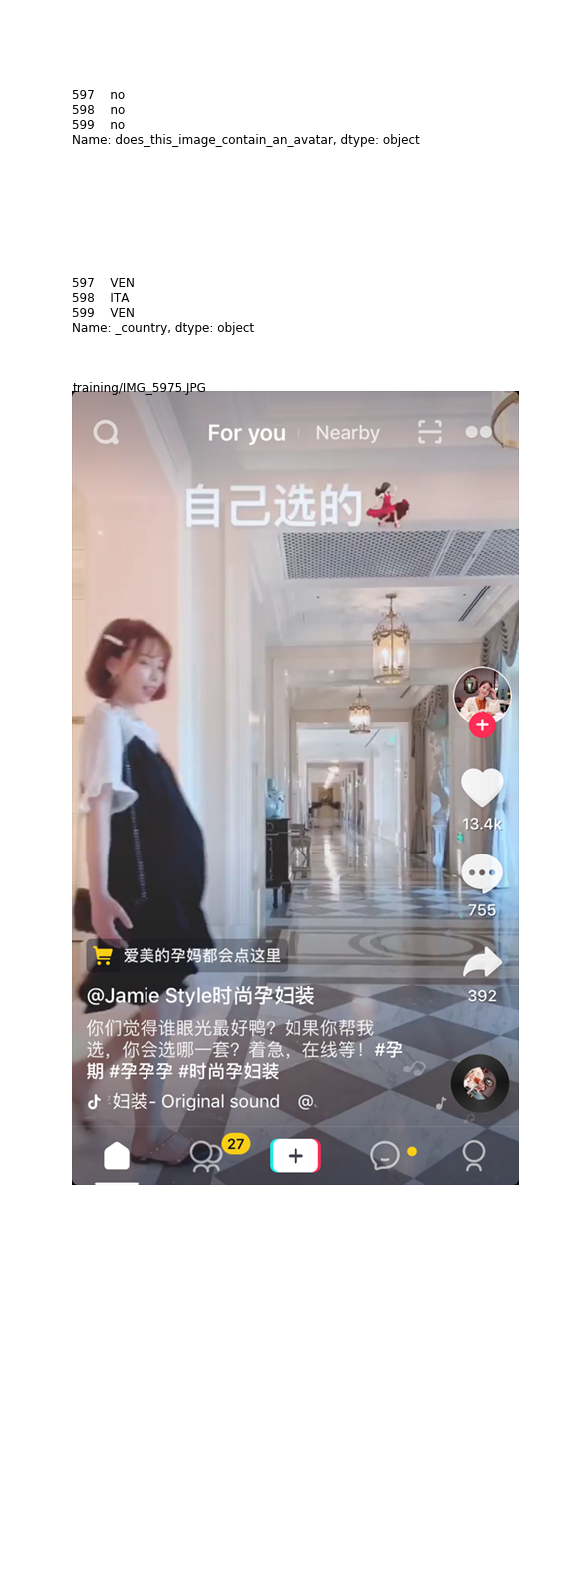 597 no
598 no
599 no
Name: does_this_image_contain_an_avatar, dtype: object
597 VEN
598 ITA
599 VEN
Name: _country, dtype: object
training/IMG_5975.JPG
For you Nearby
自己选的
13.4k
755
392
爱美的孕妈都会点这里
@Jamie Style时尚孕妇装
你们觉得谁眼光最好鸭？如果你帮我
选，你会选哪一套？着急，在线等！#孕
期 #孕孕孕 #时尚孕妇装
妇装- Original sound @
27